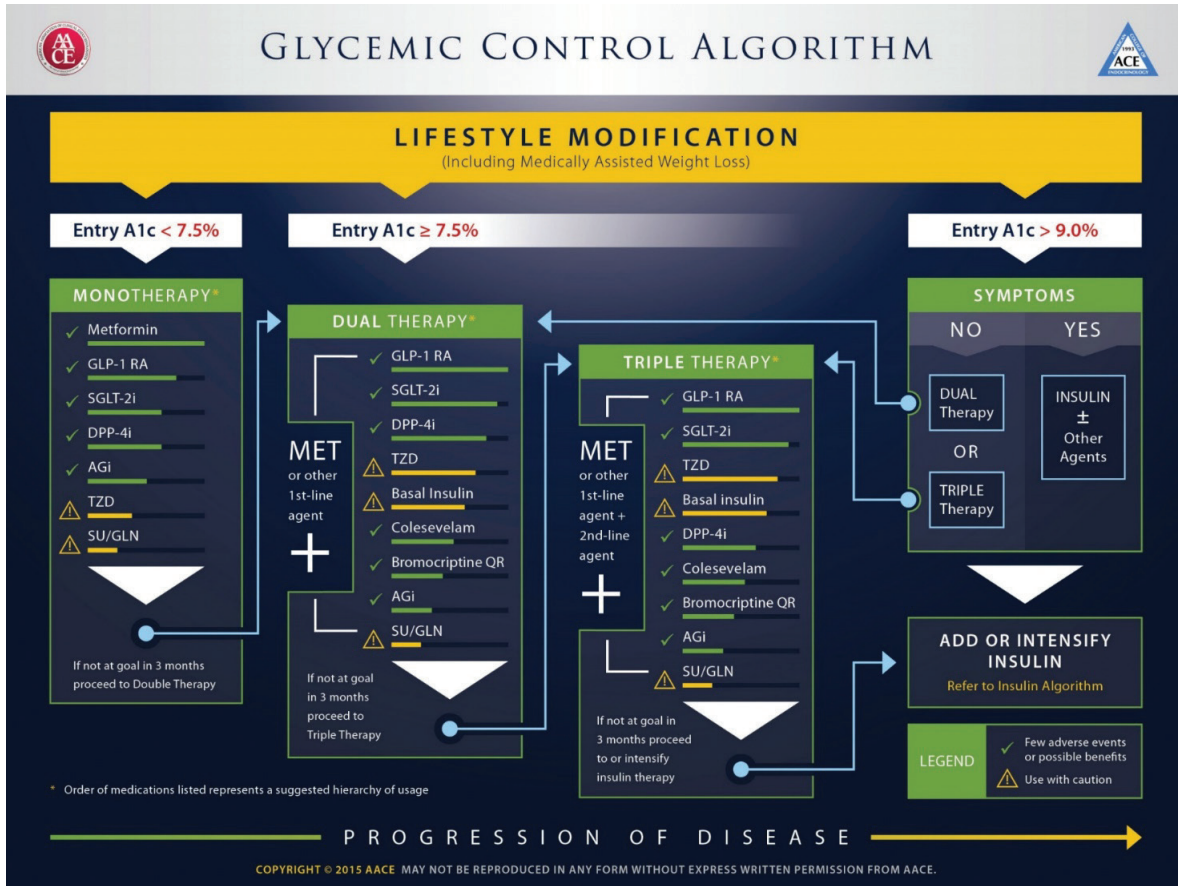 AACE
GLYCEMIC CONTROL ALGORITHM
1993
ACE
ENDOCRINOLOGY
LIFESTYLE MODIFICATION
(Including Medically Assisted Weight Loss)
Entry A1c < 7.5%
Entry A1c ≥ 7.5%
Entry A1c > 9.0%
MONOTHERAPY*
Metformin
GLP-1 RA
SGLT-2i
DPP-4i
AGi
TZD
SU/GLN
If not at goal in 3 months
proceed to Double Therapy
DUAL THERAPY*
MET
or other
1st-line
agent
+
GLP-1 RA
SGLT-2i
DPP-4i
TZD
Basal Insulin
Colesevelam
Bromocriptine QR
AGi
SU/GLN
If not at goal
in 3 months
proceed to
Triple Therapy
TRIPLE THERAPY*
MET
or other
1st-line
agent +
2nd-line
agent
+
GLP-1 RA
SGLT-2i
TZD
Basal insulin
DPP-4i
Colesevelam
Bromocriptine QR
AGi
SU/GLN
If not at goal in
3 months proceed
to or intensify
insulin therapy
SYMPTOMS
NO
YES
DUAL
Therapy
OR
TRIPLE
Therapy
INSULIN
±
Other
Agents
ADD OR INTENSIFY
INSULIN
Refer to Insulin Algorithm
LEGEND
Few adverse events
or possible benefits
Use with caution
* Order of medications listed represents a suggested hierarchy of usage
PROGRESSION OF DISEASE
COPYRIGHT © 2015 AACE MAY NOT BE REPRODUCED IN ANY FORM WITHOUT EXPRESS WRITTEN PERMISSION FROM AACE.